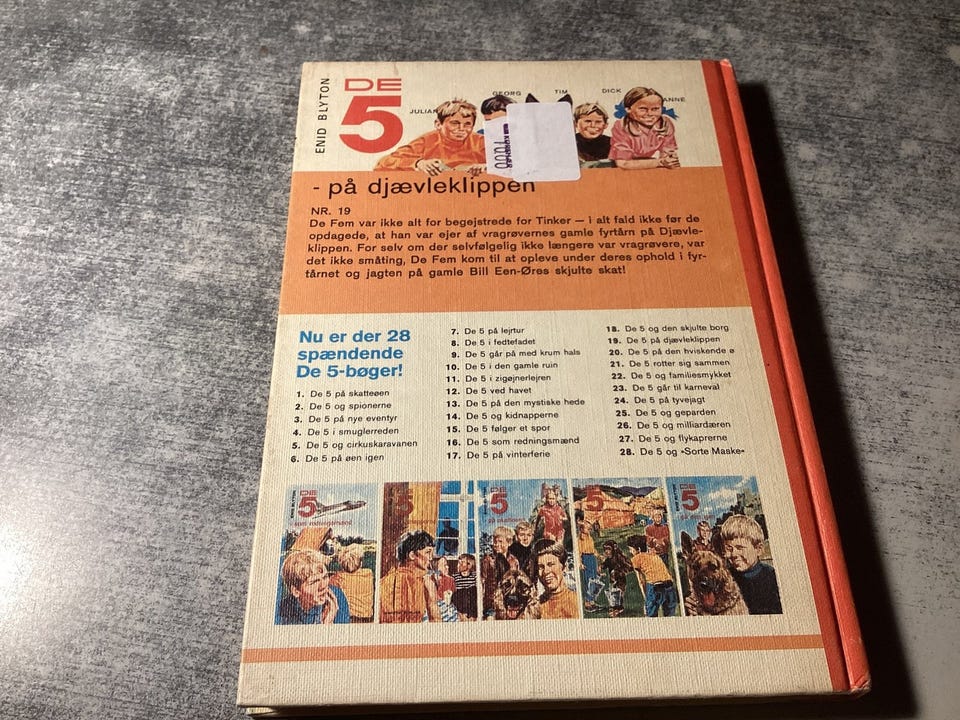 ENID BLYTON
DE
5
JULIAN
GEORG
TIM
DICK
ANNE
- på djævleklippen
NR. 19
De Fem var ikke alt for begejstrede for Tinker — i alt fald ikke før de
opdagede, at han var ejer af vragrøvernes gamle fyrtårn på Djævle-
klippen. For selv om der selvfølgelig ikke længere var vragrøvere, var
det ikke småting, De Fem kom til at opleve under deres ophold i fyr-
tårnet og jagten på gamle Bill Een-Øres skjulte skat!
Nu er der 28
spændende
De 5-bøger!
1. De 5 på skatteøen
2. De 5 og spionerne
3. De 5 på nye eventyr
4. De 5 i smuglerreden
5. De 5 og cirkuskaravanen
6. De 5 på øen igen
7. De 5 på lejrtur
8. De 5 i fedtefadet
9. De 5 går på med krum hals
10. De 5 i den gamle ruin
11. De 5 i zigøjnerlejren
12. De 5 ved havet
13. De 5 på den mystiske hede
14. De 5 og kidnapperne
15. De 5 følger et spor
16. De 5 som redningsmænd
17. De 5 på vinterferie
18. De 5 og den skjulte borg
19. De 5 på djævleklippen
20. De 5 på den hviskende ø
21. De 5 rotter sig sammen
22. De 5 og familiesmykket
23. De 5 går til karneval
24. De 5 på tyvejagt
25. De 5 og geparden
26. De 5 og milliardæren
27. De 5 og flykaprerne
28. De 5 og »Sorte Maske«
DE
5
som redningsmænd
5
DE
5
på skatteøen
5
DE
5